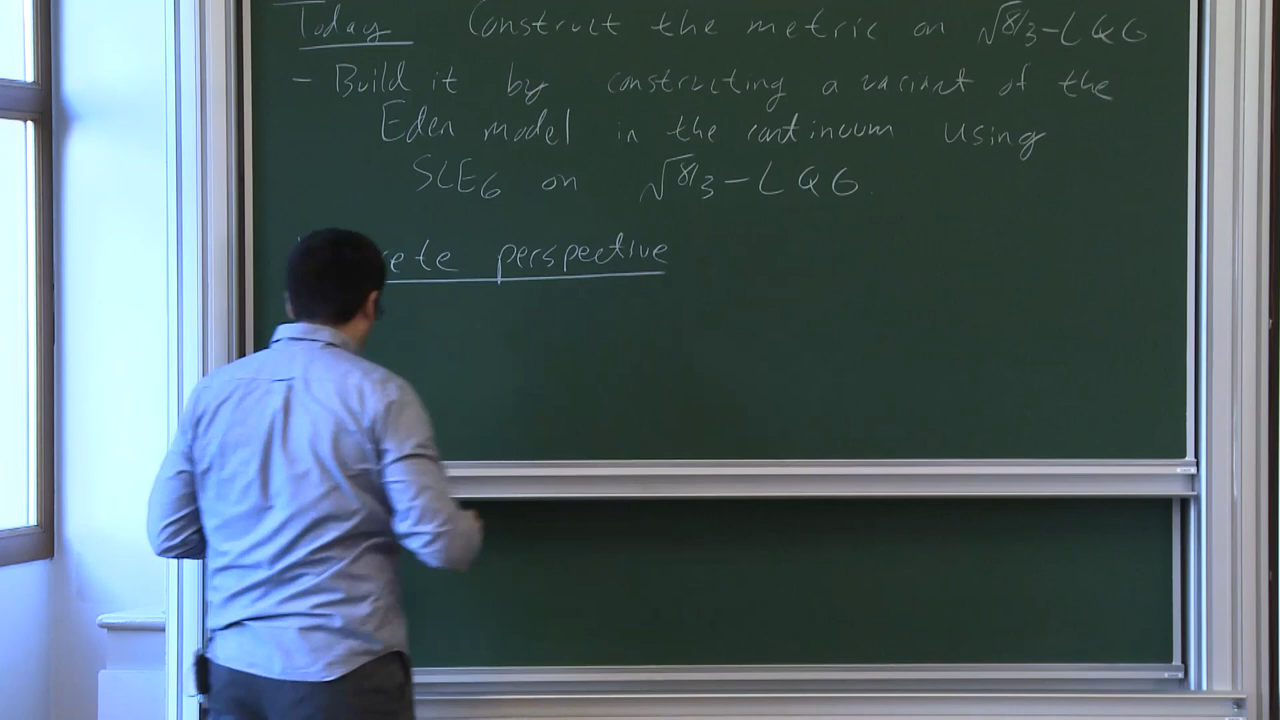 Today Construct the metric on √8/3-LQG
- Build it by constructing a variant of the
Eden model in the continuum using
SLE6 on √8/3-LQG.
perspective